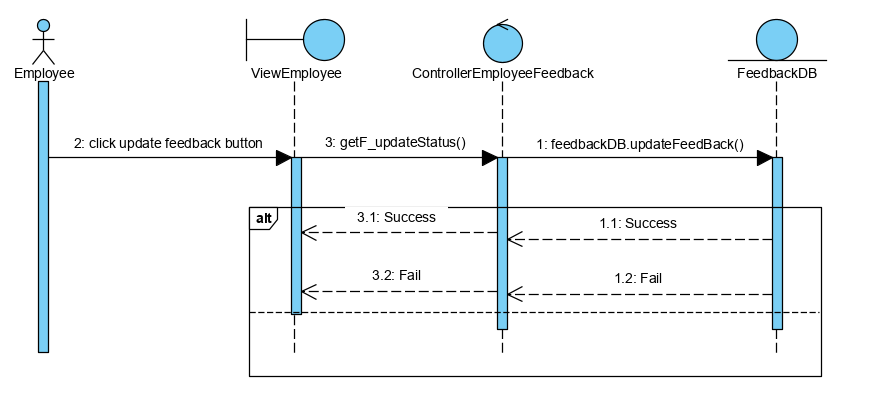 Employee
ViewEmployee
ControllerEmployeeFeedback
FeedbackDB
2: click update feedback button
3: getF_updateStatus()
1: feedbackDB.updateFeedBack()
alt
3.1: Success
1.1: Success
3.2: Fail
1.2: Fail